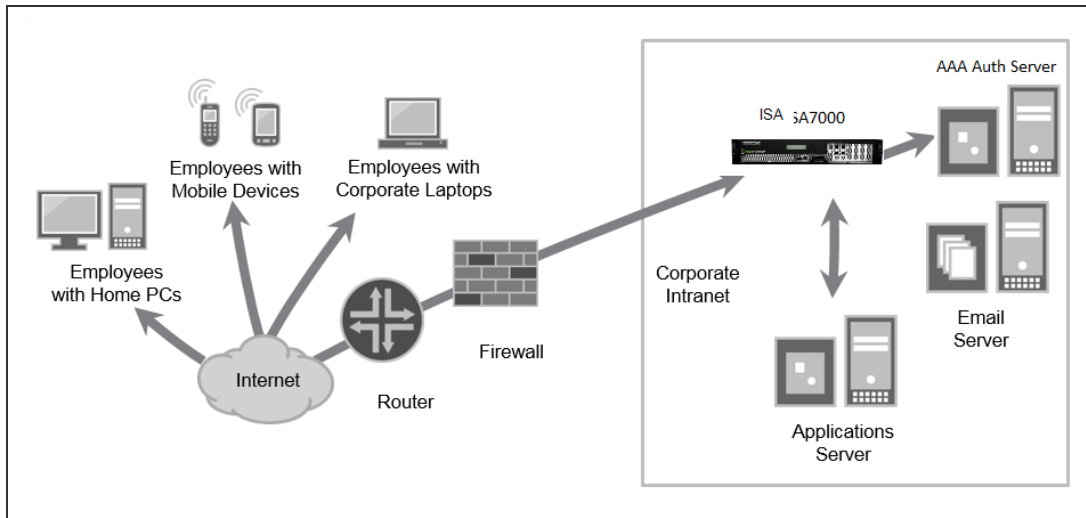 AAA Auth Server
ISA SA7000
Employees with
Mobile Devices
Employees with
Corporate Laptops
Employees
with Home PCs
Corporate
Intranet
Email
Server
Firewall
Internet
Router
Applications
Server